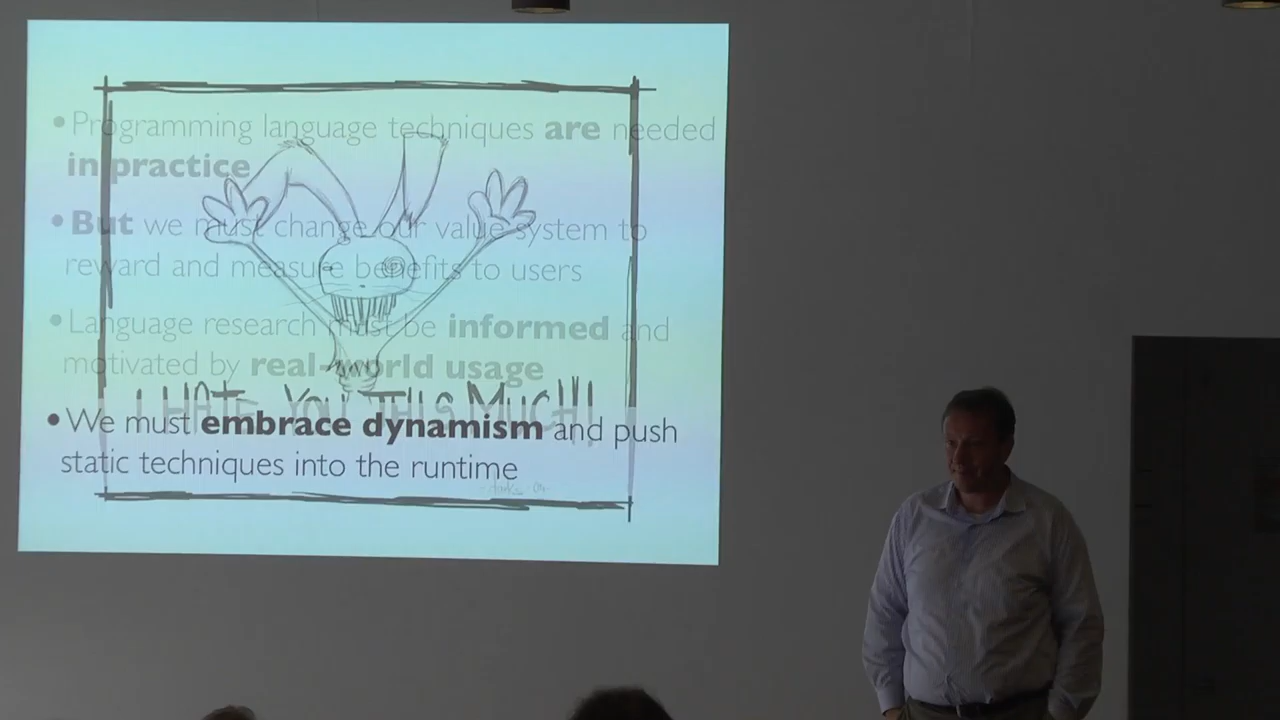 •Programming language techniques are needed
in practice
•But we must change our value system to
reward and measure benefits to users
•Language research must be informed and
motivated by real-world usage
I HATE YOU THIS MUCH!!!
•We must embrace dynamism and push
static techniques into the runtime